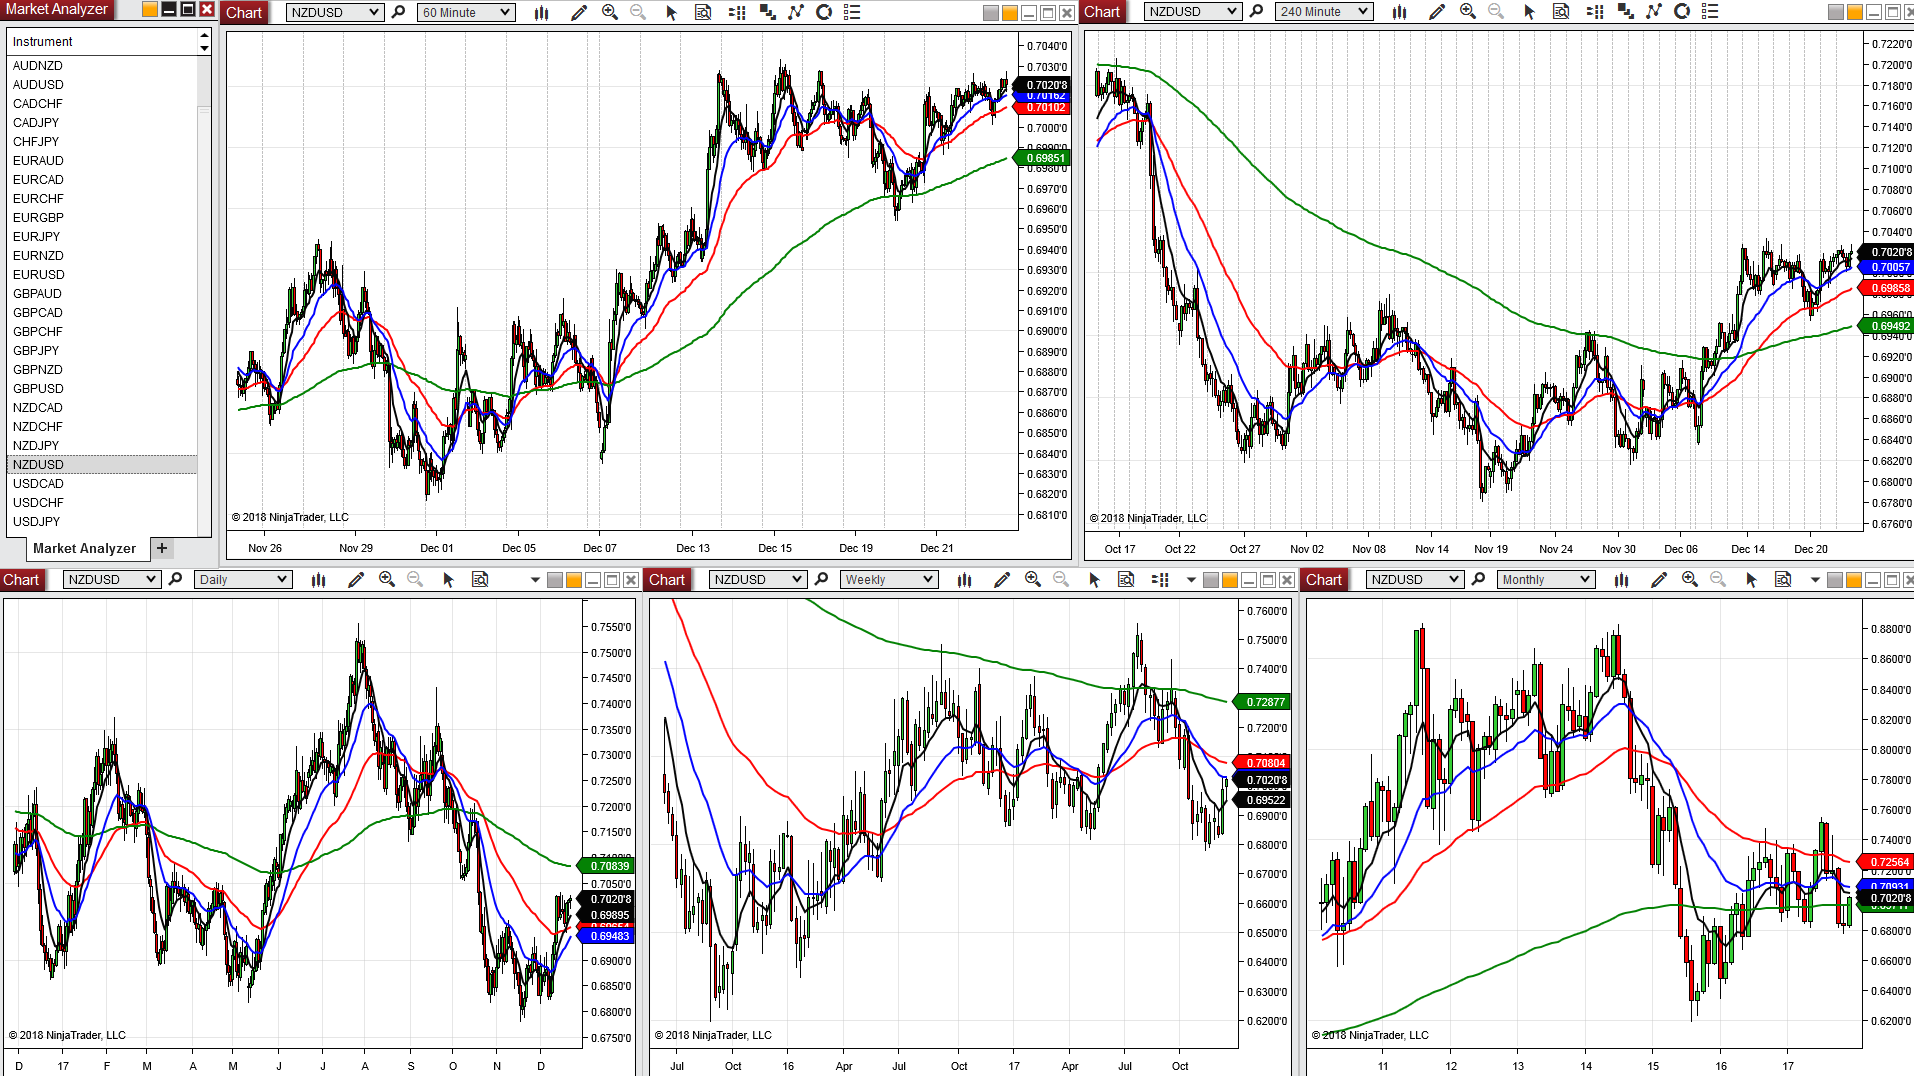 Market Analyzer
Instrument
AUDNZD
AUDUSD
CADCHF
CADJPY
CHFJPY
EURAUD
EURCAD
EURCHF
EURGBP
EURJPY
EURNZD
EURUSD
GBPAUD
GBPCAD
GBPCHF
GBPJPY
GBPNZD
GBPUSD
NZDCAD
NZDCHF
NZDJPY
NZDUSD
USDCAD
USDCHF
USDJPY
Market Analyzer +
Chart NZDUSD 60 Minute
0.7040'0
0.7030'0
0.7020'8
0.70162
0.70102
0.7000'0
0.69851
0.6980'0
0.6970'0
0.6960'0
0.6950'0
0.6940'0
0.6930'0
0.6920'0
0.6910'0
0.6900'0
0.6890'0
0.6880'0
0.6870'0
0.6860'0
0.6850'0
0.6840'0
0.6830'0
0.6820'0
0.6810'0
© 2018 NinjaTrader, LLC
Nov 26 Nov 29 Dec 01 Dec 05 Dec 07 Dec 13 Dec 15 Dec 19 Dec 21
Chart NZDUSD 240 Minute
0.7220'0
0.7200'0
0.7180'0
0.7160'0
0.7140'0
0.7120'0
0.7100'0
0.7080'0
0.7060'0
0.7040'0
0.7020'8
0.70057
0.69858
0.6960'0
0.69492
0.6940'0
0.6920'0
0.6900'0
0.6880'0
0.6860'0
0.6840'0
0.6820'0
0.6800'0
0.6780'0
0.6760'0
© 2018 NinjaTrader, LLC
Oct 17 Oct 22 Oct 27 Nov 02 Nov 08 Nov 14 Nov 19 Nov 24 Nov 30 Dec 06 Dec 14 Dec 20
Chart NZDUSD Daily
0.7550'0
0.7500'0
0.7450'0
0.7400'0
0.7350'0
0.7300'0
0.7250'0
0.7200'0
0.7150'0
0.70839
0.7050'0
0.7020'8
0.69895
0.69483
0.6900'0
0.6850'0
0.6800'0
0.6750'0
© 2018 NinjaTrader, LLC
D 17 F M A M J J A S O N D
Chart NZDUSD Weekly
0.7600'0
0.7500'0
0.7400'0
0.72877
0.7200'0
0.70804
0.7020'8
0.69522
0.6900'0
0.6800'0
0.6700'0
0.6600'0
0.6500'0
0.6400'0
0.6300'0
0.6200'0
© 2018 NinjaTrader, LLC
Jul Oct 16 Apr Jul Oct 17 Apr Jul Oct
Chart NZDUSD Monthly
0.8800'0
0.8600'0
0.8400'0
0.8200'0
0.8000'0
0.7800'0
0.7600'0
0.7400'0
0.72564
0.7200'0
0.70931
0.7020'8
0.6800'0
0.6600'0
0.6400'0
0.6200'0
© 2018 NinjaTrader, LLC
11 12 13 14 15 16 17